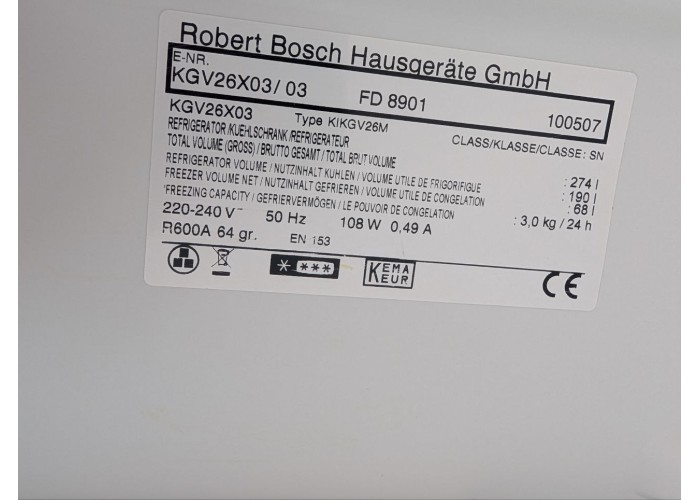 Robert Bosch Hausgeräte GmbH
E-NR.
KGV26X03/ 03 FD 8901 100507
KGV26X03 Type KIKGV26M CLASS/KLASSE/CLASSE: SN
REFRIGERATOR /KUEHLSCHRANK /REFRIGERATEUR
TOTAL VOLUME (GROSS) / BRUTTO GESAMT / TOTAL BRUT VOLUME : 274 l
REFRIGERATOR VOLUME / NUTZINHALT KUHLEN / VOLUME UTILE DE FRIGORIFIGUE : 190 l
FREEZER VOLUME NET / NUTZINHALT GEFRIEREN / VOLUME UTILE DE CONGELATION : 68 l
'FREEZING CAPACITY / GEFRIERVERMÖGEN / LE POUVOIR DE CONGELATION : 3,0 kg / 24 h
220-240 V~ 50 Hz 108 W 0,49 A
R600A 64 gr. EN 153
* *** KEMA KEUR CE